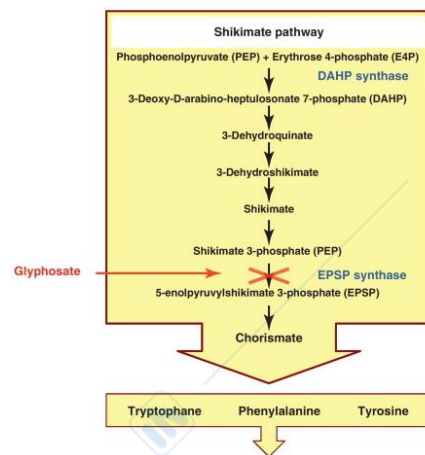 Shikimate pathway
Phosphoenolpyruvate (PEP) + Erythrose 4-phosphate (E4P)
DAHP synthase
3-Deoxy-D-arabino-heptulosonate 7-phosphate (DAHP)
3-Dehydroquinate
3-Dehydroshikimate
Shikimate
Shikimate 3-phosphate (PEP)
Glyphosate
EPSP synthase
5-enolpyruvylshikimate 3-phosphate (EPSP)
Chorismate
Tryptophane Phenylalanine Tyrosine